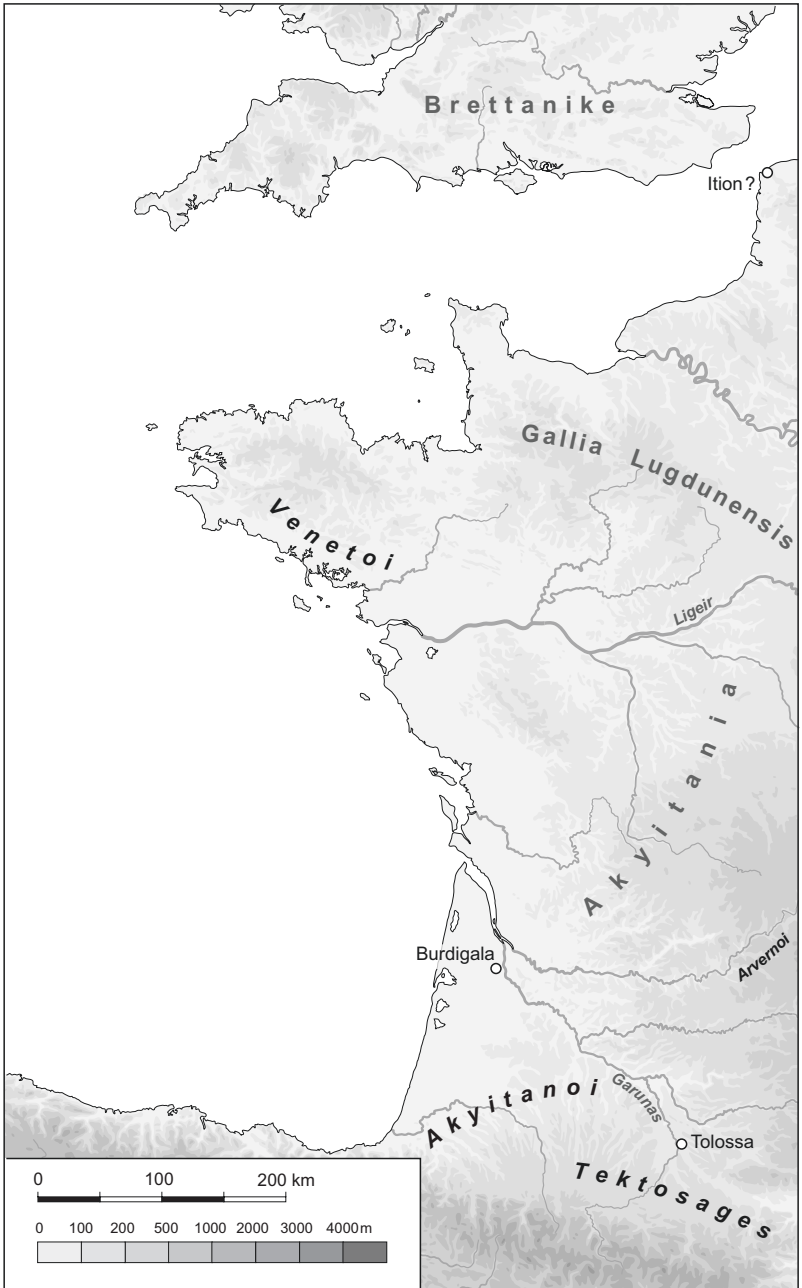 Brettanike
Ition?
Gallia Lugdunensis
Venetoi
Ligeir
Akyitania
Burdigala
Arvernoi
Akyitanoi
Garunas
Tolossa
Tektosages
0 100 200 km
0 100 200 500 1000 2000 3000 4000m